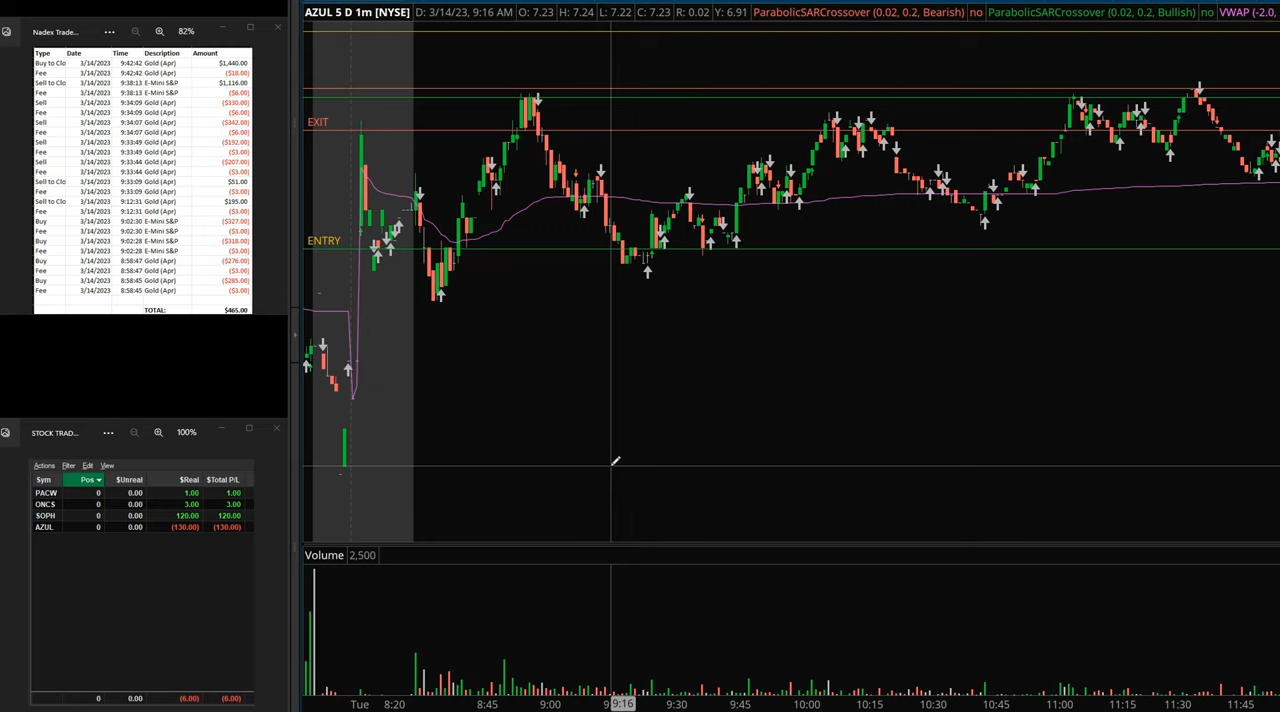 AZUL 5 D 1m [NYSE] D: 3/14/23, 9:16 AM O: 7.23 H: 7.24 L: 7.22 C: 7.23 R: 0.02 Y: 6.91 ParabolicSARCrossover (0.02, 0.2, Bearish) no ParabolicSARCrossover (0.02, 0.2, Bullish) no VWAP (-2.0,
Nadex Trade... ... 82%
Type Date Time Description Amount
Buy to Clo 3/14/2023 9:42:42 Gold (Apr) $1,440.00
Fee 3/14/2023 9:42:42 Gold (Apr) ($18.00)
Sell to Clo 3/14/2023 9:38:13 E-Mini S&P $1,116.00
Fee 3/14/2023 9:38:13 E-Mini S&P ($6.00)
Sell 3/14/2023 9:34:09 Gold (Apr) ($330.00)
Fee 3/14/2023 9:34:09 Gold (Apr) ($6.00)
Sell 3/14/2023 9:34:07 Gold (Apr) ($342.00)
Fee 3/14/2023 9:34:07 Gold (Apr) ($6.00)
Sell 3/14/2023 9:33:49 Gold (Apr) ($192.00)
Fee 3/14/2023 9:33:49 Gold (Apr) ($3.00)
Sell 3/14/2023 9:33:44 Gold (Apr) ($207.00)
Fee 3/14/2023 9:33:44 Gold (Apr) ($3.00)
Sell to Clo 3/14/2023 9:33:09 Gold (Apr) $51.00
Fee 3/14/2023 9:33:09 Gold (Apr) ($3.00)
Sell to Clo 3/14/2023 9:12:31 Gold (Apr) $195.00
Fee 3/14/2023 9:12:31 Gold (Apr) ($3.00)
Buy 3/14/2023 9:02:30 E-Mini S&P ($327.00)
Fee 3/14/2023 9:02:30 E-Mini S&P ($3.00)
Buy 3/14/2023 9:02:28 E-Mini S&P ($318.00)
Fee 3/14/2023 9:02:28 E-Mini S&P ($3.00)
Buy 3/14/2023 8:58:47 Gold (Apr) ($276.00)
Fee 3/14/2023 8:58:47 Gold (Apr) ($3.00)
Buy 3/14/2023 8:58:45 Gold (Apr) ($285.00)
Fee 3/14/2023 8:58:45 Gold (Apr) ($3.00)
TOTAL: $465.00
EXIT
ENTRY
STOCK TRAD... ... 100%
Actions Filter Edit View
Sym Pos $Unreal $Real $Total P/L
PACW 0 0.00 1.00 1.00
ONCS 0 0.00 3.00 3.00
SOPH 0 0.00 120.00 120.00
AZUL 0 0.00 (130.00) (130.00)
0 0.00 (6.00) (6.00)
Volume 2,500
Tue 8:20 8:45 9:00 9:16 9:30 9:45 10:00 10:15 10:30 10:45 11:00 11:15 11:30 11:45